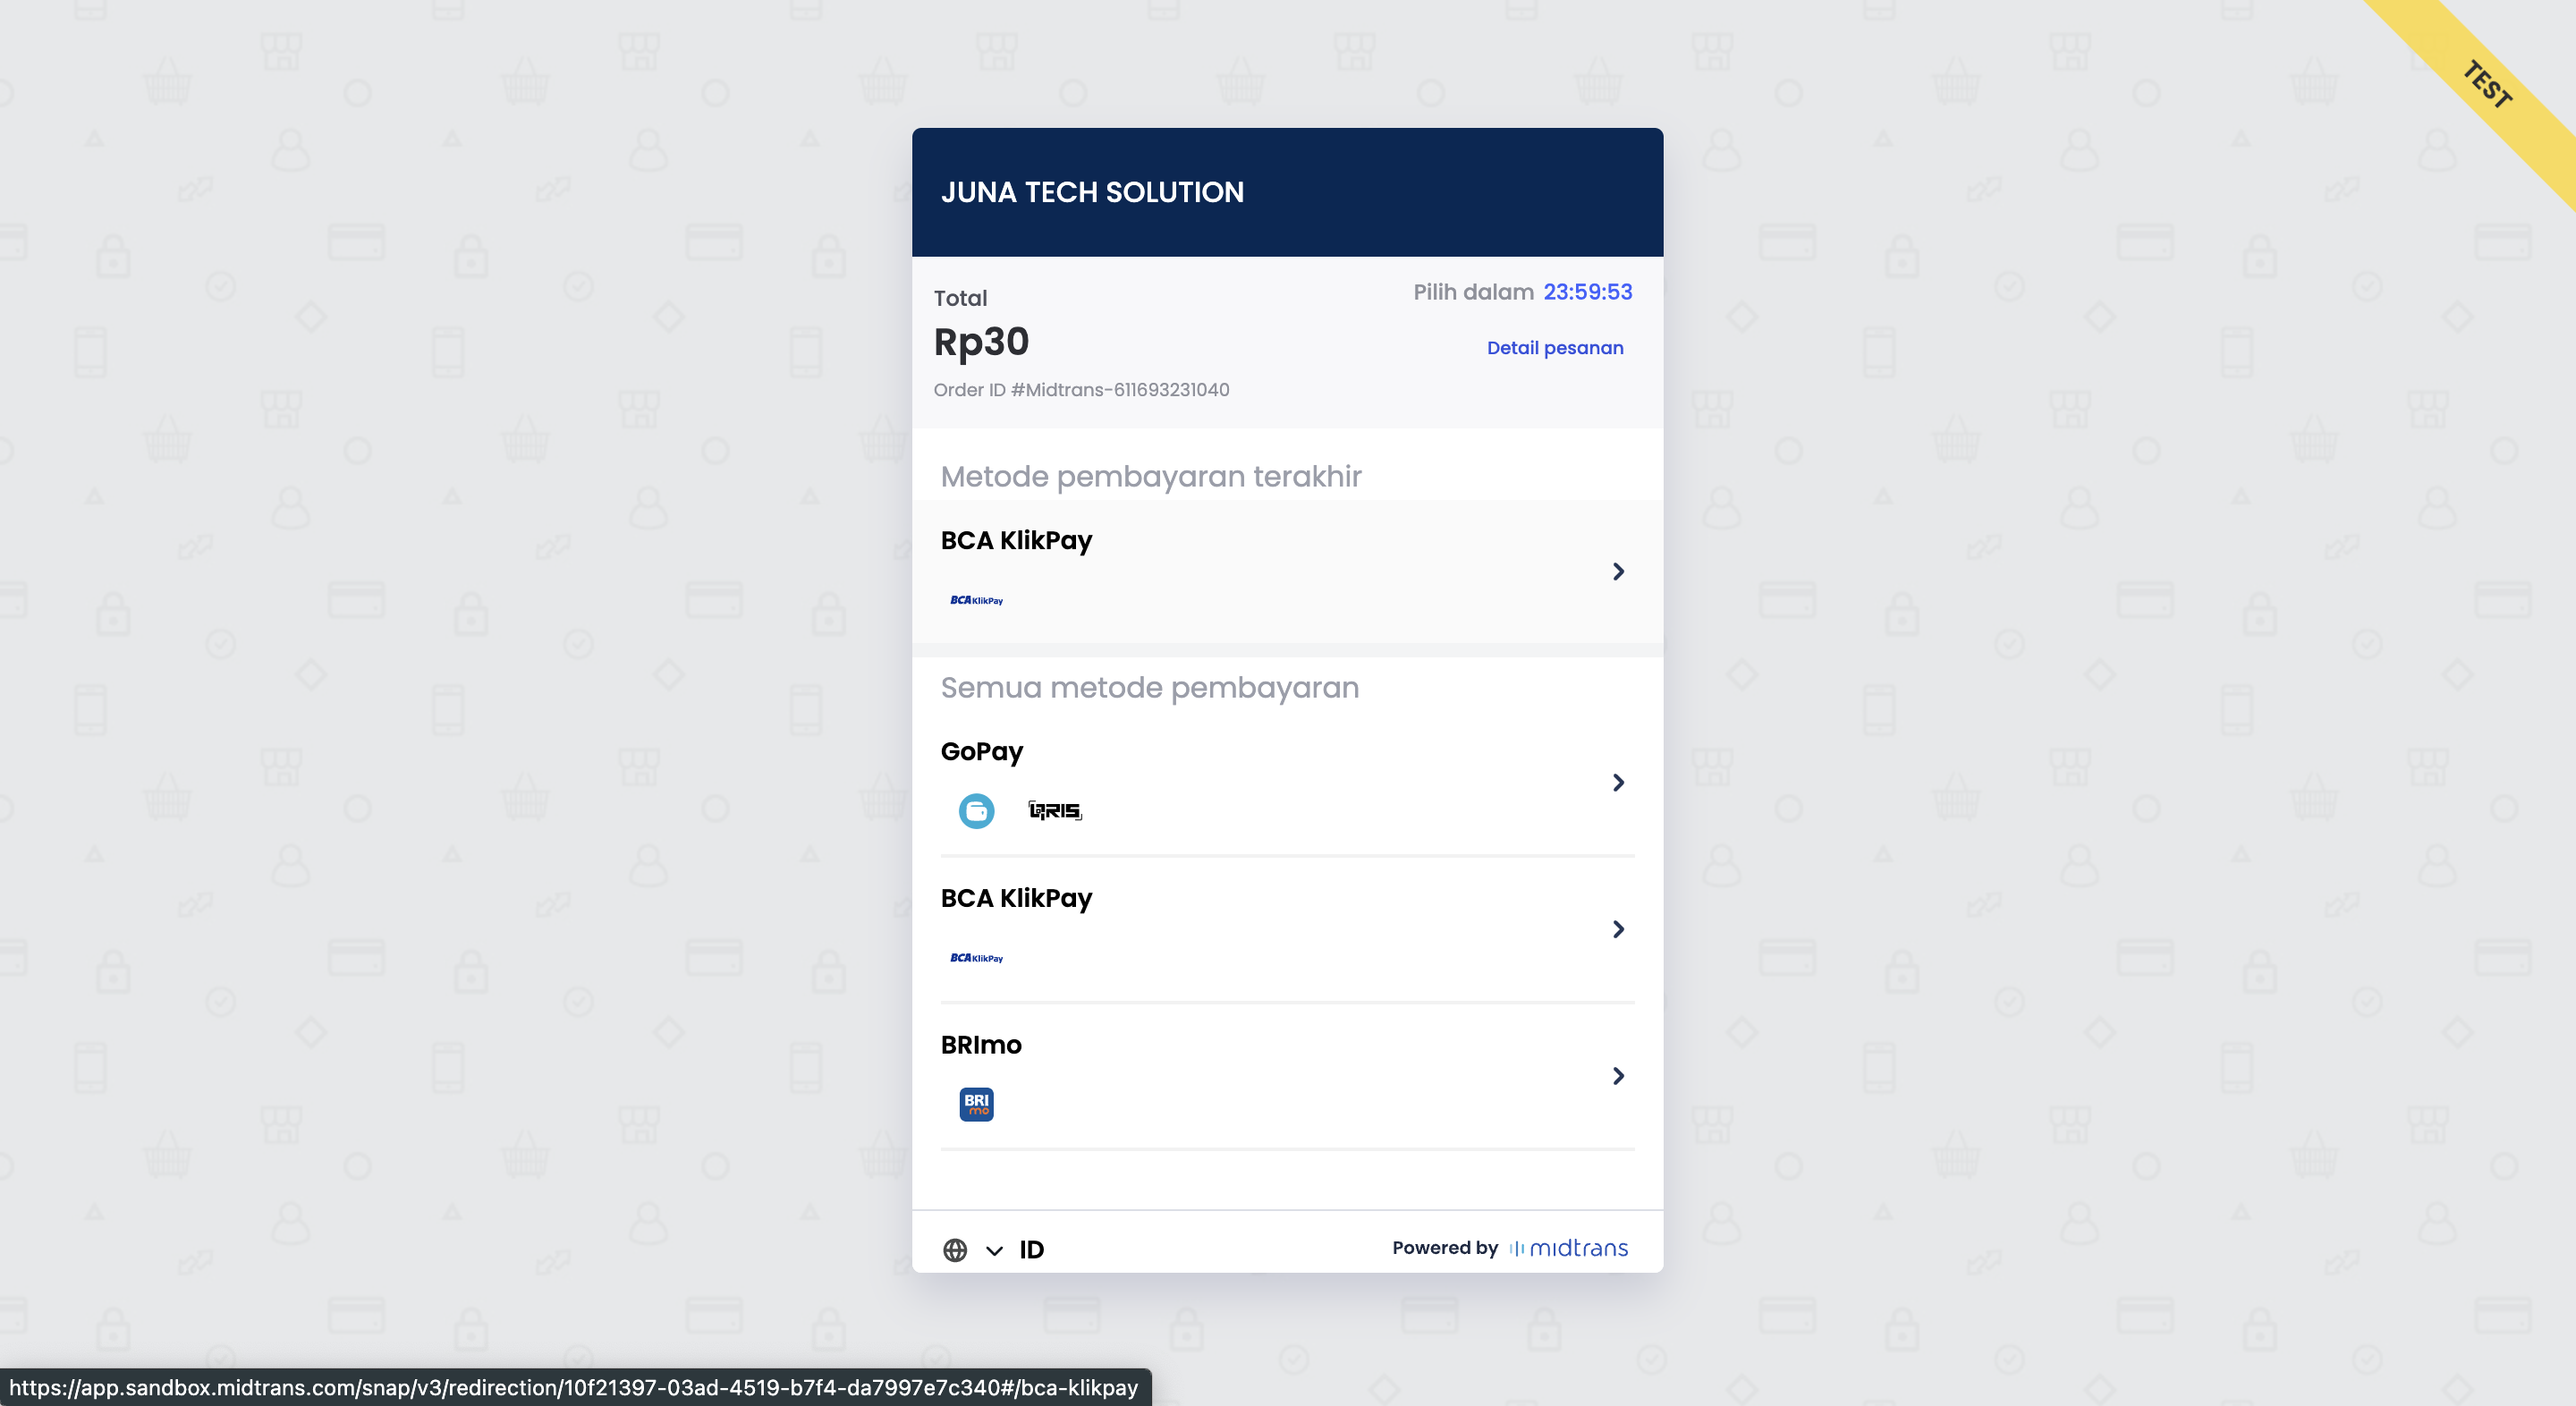 TEST
JUNA TECH SOLUTION
Total
Pilih dalam 23:59:53
Rp30
Detail pesanan
Order ID #Midtrans-611693231040
Metode pembayaran terakhir
BCA KlikPay
BCA KlikPay
Semua metode pembayaran
GoPay
QRIS
BCA KlikPay
BCA KlikPay
BRImo
BRI
mo
ID
Powered by midtrans
https://app.sandbox.midtrans.com/snap/v3/redirection/10f21397-03ad-4519-b7f4-da7997e7c340#/bca-klikpay